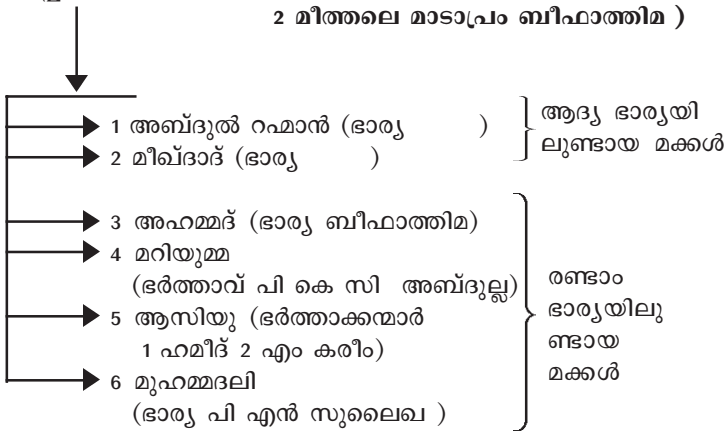 2 മീത്തലെ മാടാപ്രം ബീഫാത്തിമ )
1 അബ്ദുൽ റഹ്മാൻ (ഭാര്യ )
2 മീഖ്ദാദ് (ഭാര്യ )
ആദ്യ ഭാര്യയി
ലുണ്ടായ മക്കൾ
3 അഹമ്മദ് (ഭാര്യ ബീഫാത്തിമ)
4 മറിയുമ്മ
(ഭർത്താവ് പി കെ സി അബ്ദുല്ല)
5 ആസിയു (ഭർത്താക്കന്മാർ
1 ഹമീദ് 2 എം കരീം)
6 മുഹമ്മദലി
(ഭാര്യ പി എൻ സുലൈഖ )
രണ്ടാം
ഭാര്യയിലു
ണ്ടായ
മക്കൾ